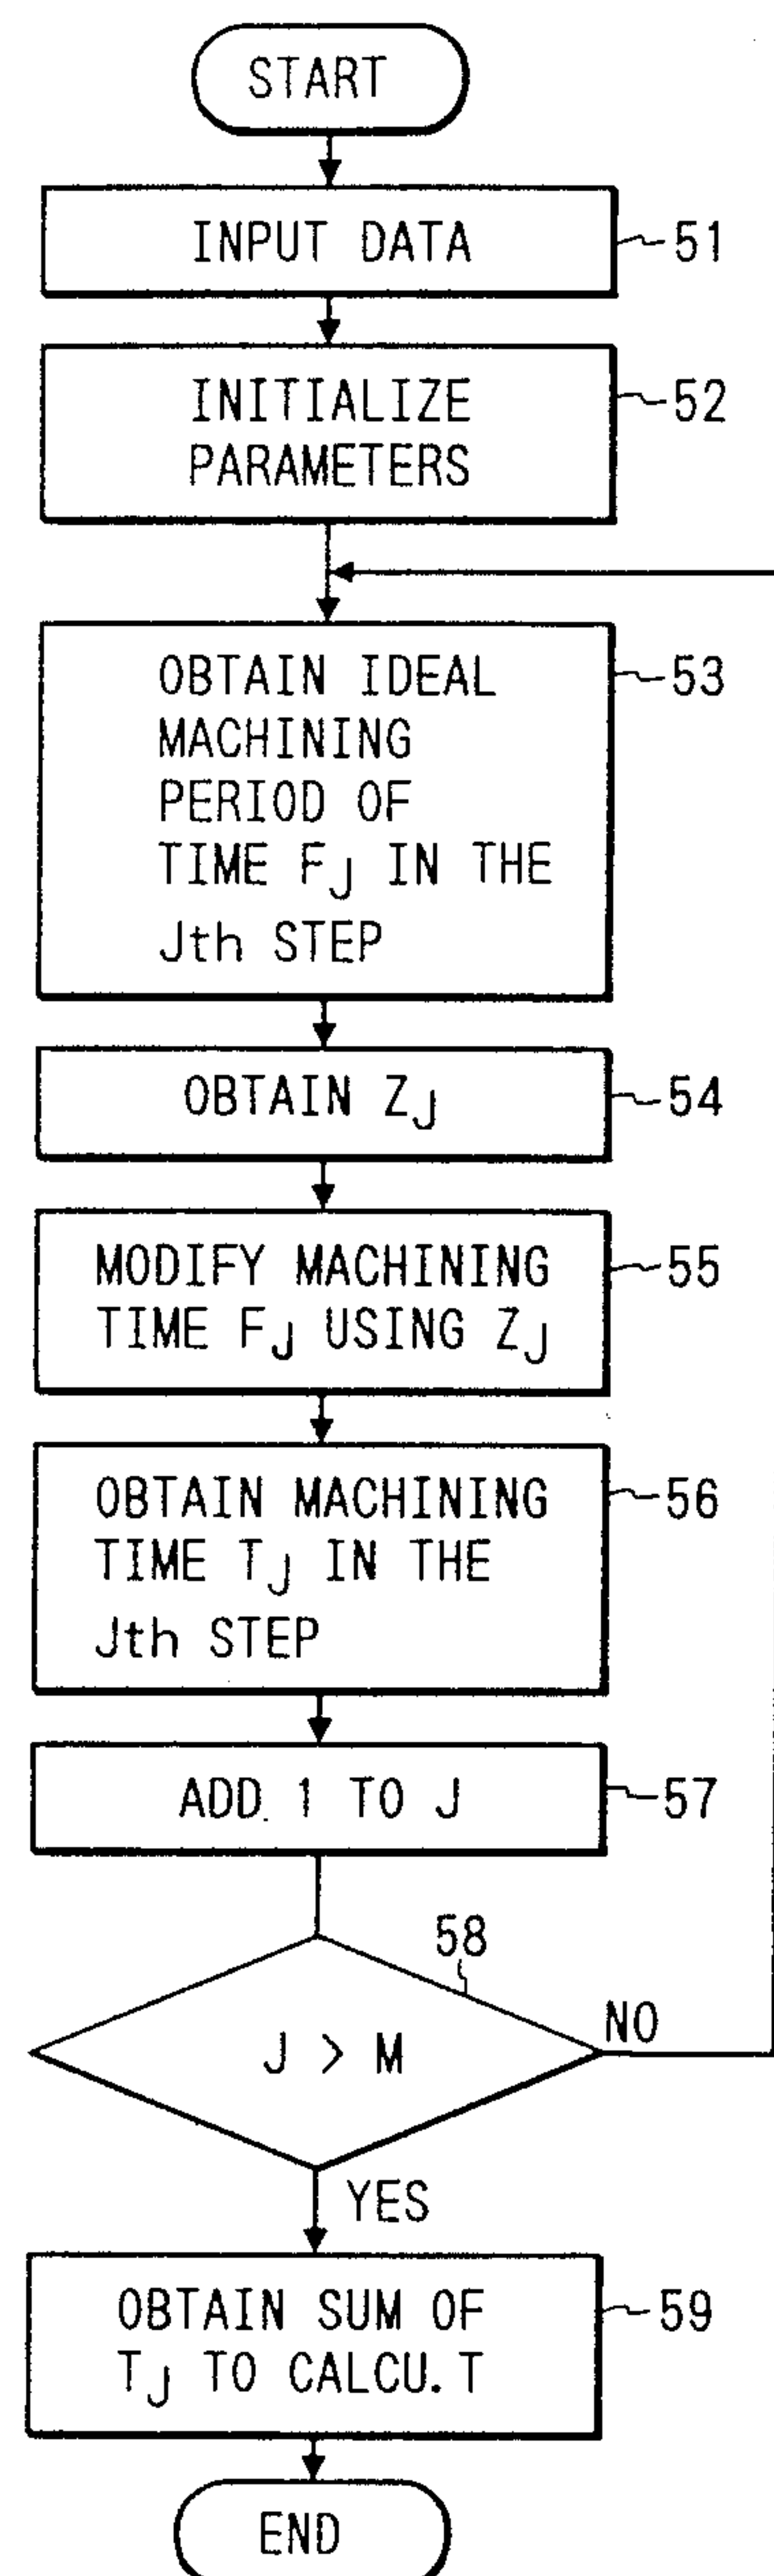 START
INPUT DATA
51
INITIALIZE
PARAMETERS
52
OBTAIN IDEAL
MACHINING
PERIOD OF
TIME FJ IN THE
Jth STEP
53
OBTAIN ZJ
54
MODIFY MACHINING
TIME FJ USING ZJ
55
OBTAIN MACHINING
TIME TJ IN THE
Jth STEP
56
ADD 1 TO J
57
58
J > M
NO
YES
OBTAIN SUM OF
TJ TO CALCU. T
59
END